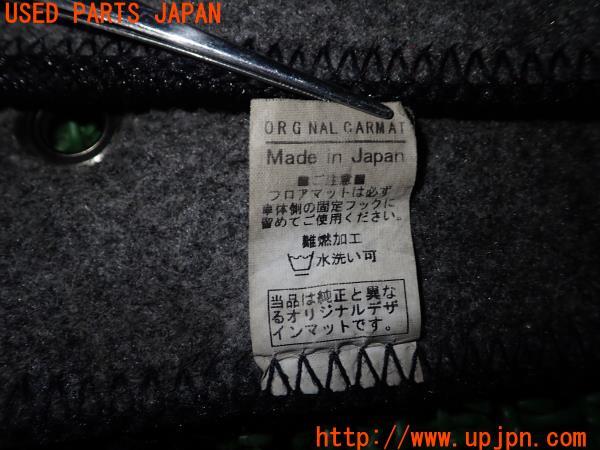 USED PARTS JAPAN
ORG NAL CARMAT
Made in Japan
■ご注意■
フロアマットは必ず
車体側の固定フックに
留めてご使用ください。
難燃加工
水洗い可
当品は純正と異な
るオリジナルデザ
インマットです。
http://www.upjpn.com/